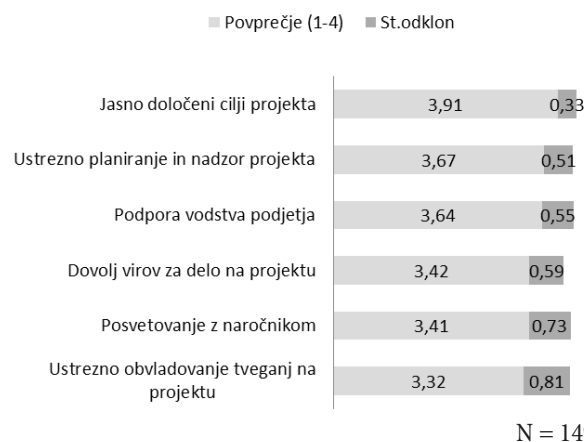 Povprečje (1-4) St.odklon
Jasno določeni cilji projekta 3,91 0,33
Ustrezno planiranje in nadzor projekta 3,67 0,51
Podpora vodstva podjetja 3,64 0,55
Dovolj virov za delo na projektu 3,42 0,59
Posvetovanje z naročnikom 3,41 0,73
Ustrezno obvladovanje tveganj na
projektu 3,32 0,81
N = 14